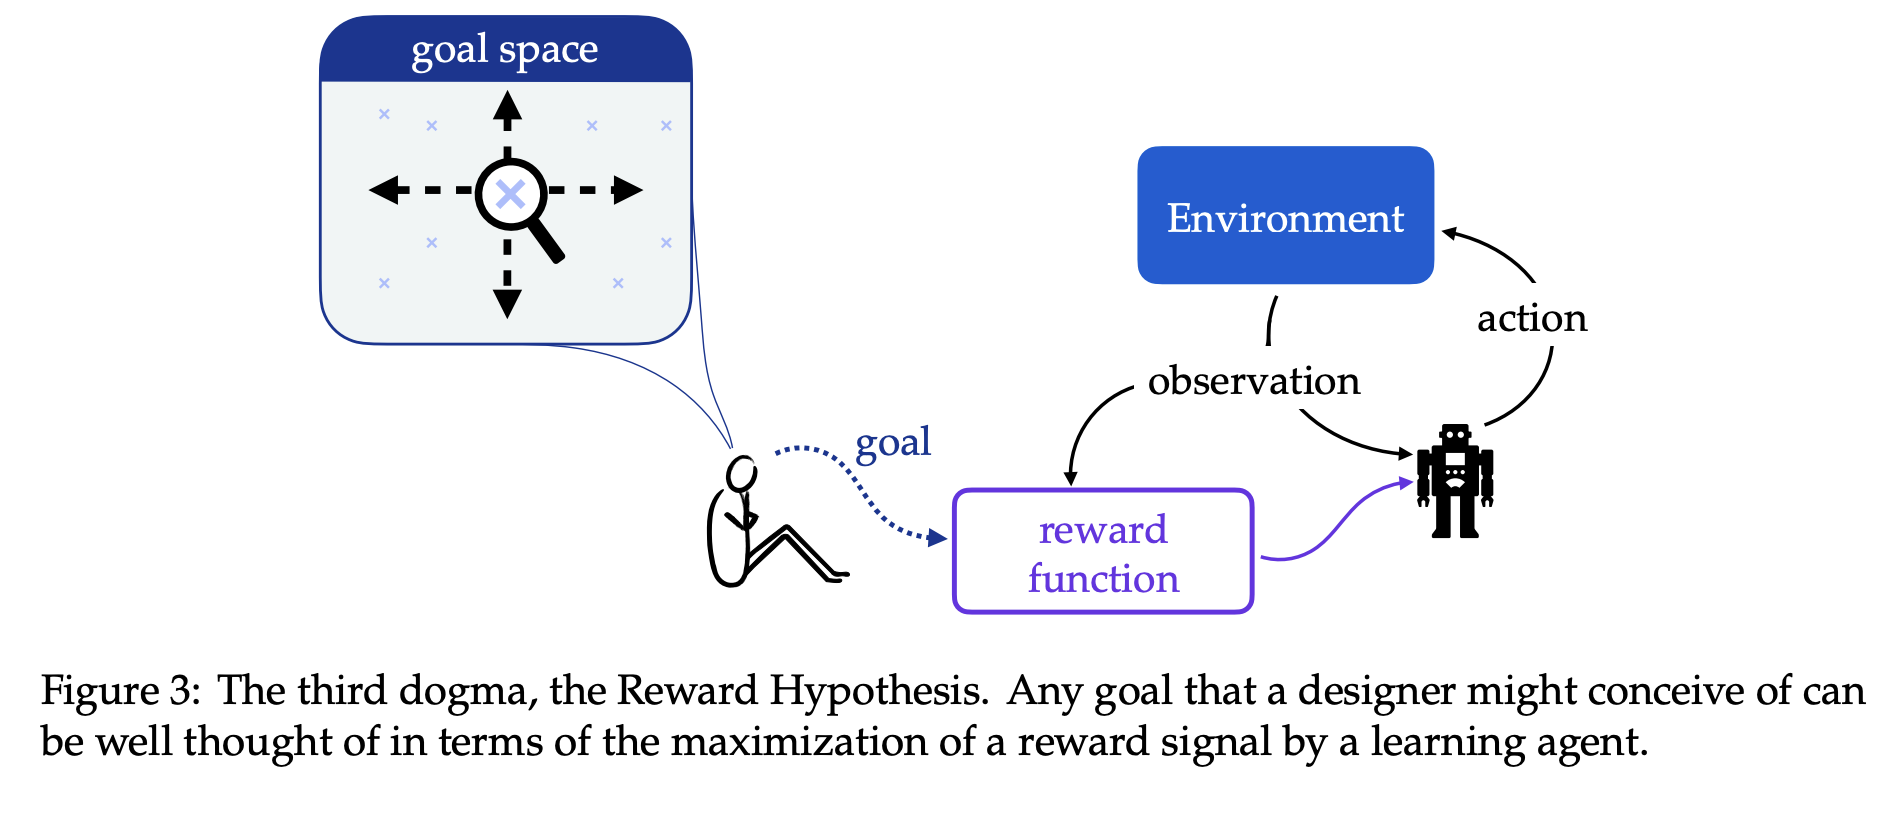 goal space
Environment
action
observation
goal
reward
function
Figure 3: The third dogma, the Reward Hypothesis. Any goal that a designer might conceive of can
be well thought of in terms of the maximization of a reward signal by a learning agent.